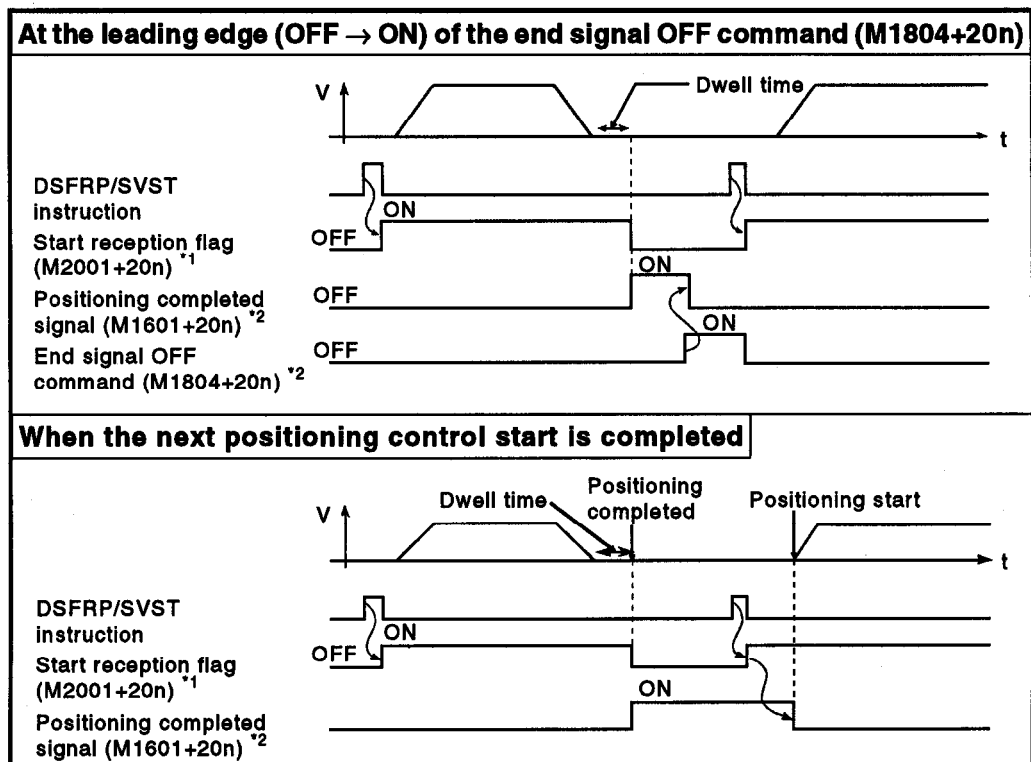 At the leading edge (OFF → ON) of the end signal OFF command (M1804+20n)
V
Dwell time
t
DSFRP/SVST
instruction
ON
Start reception flag
(M2001+20n) *1
OFF
ON
Positioning completed
signal (M1601+20n) *2
OFF
ON
End signal OFF
command (M1804+20n) *2
OFF
When the next positioning control start is completed
V
Dwell time
Positioning
completed
Positioning start
t
DSFRP/SVST
instruction
ON
Start reception flag
(M2001+20n) *1
OFF
ON
Positioning completed
signal (M1601+20n) *2